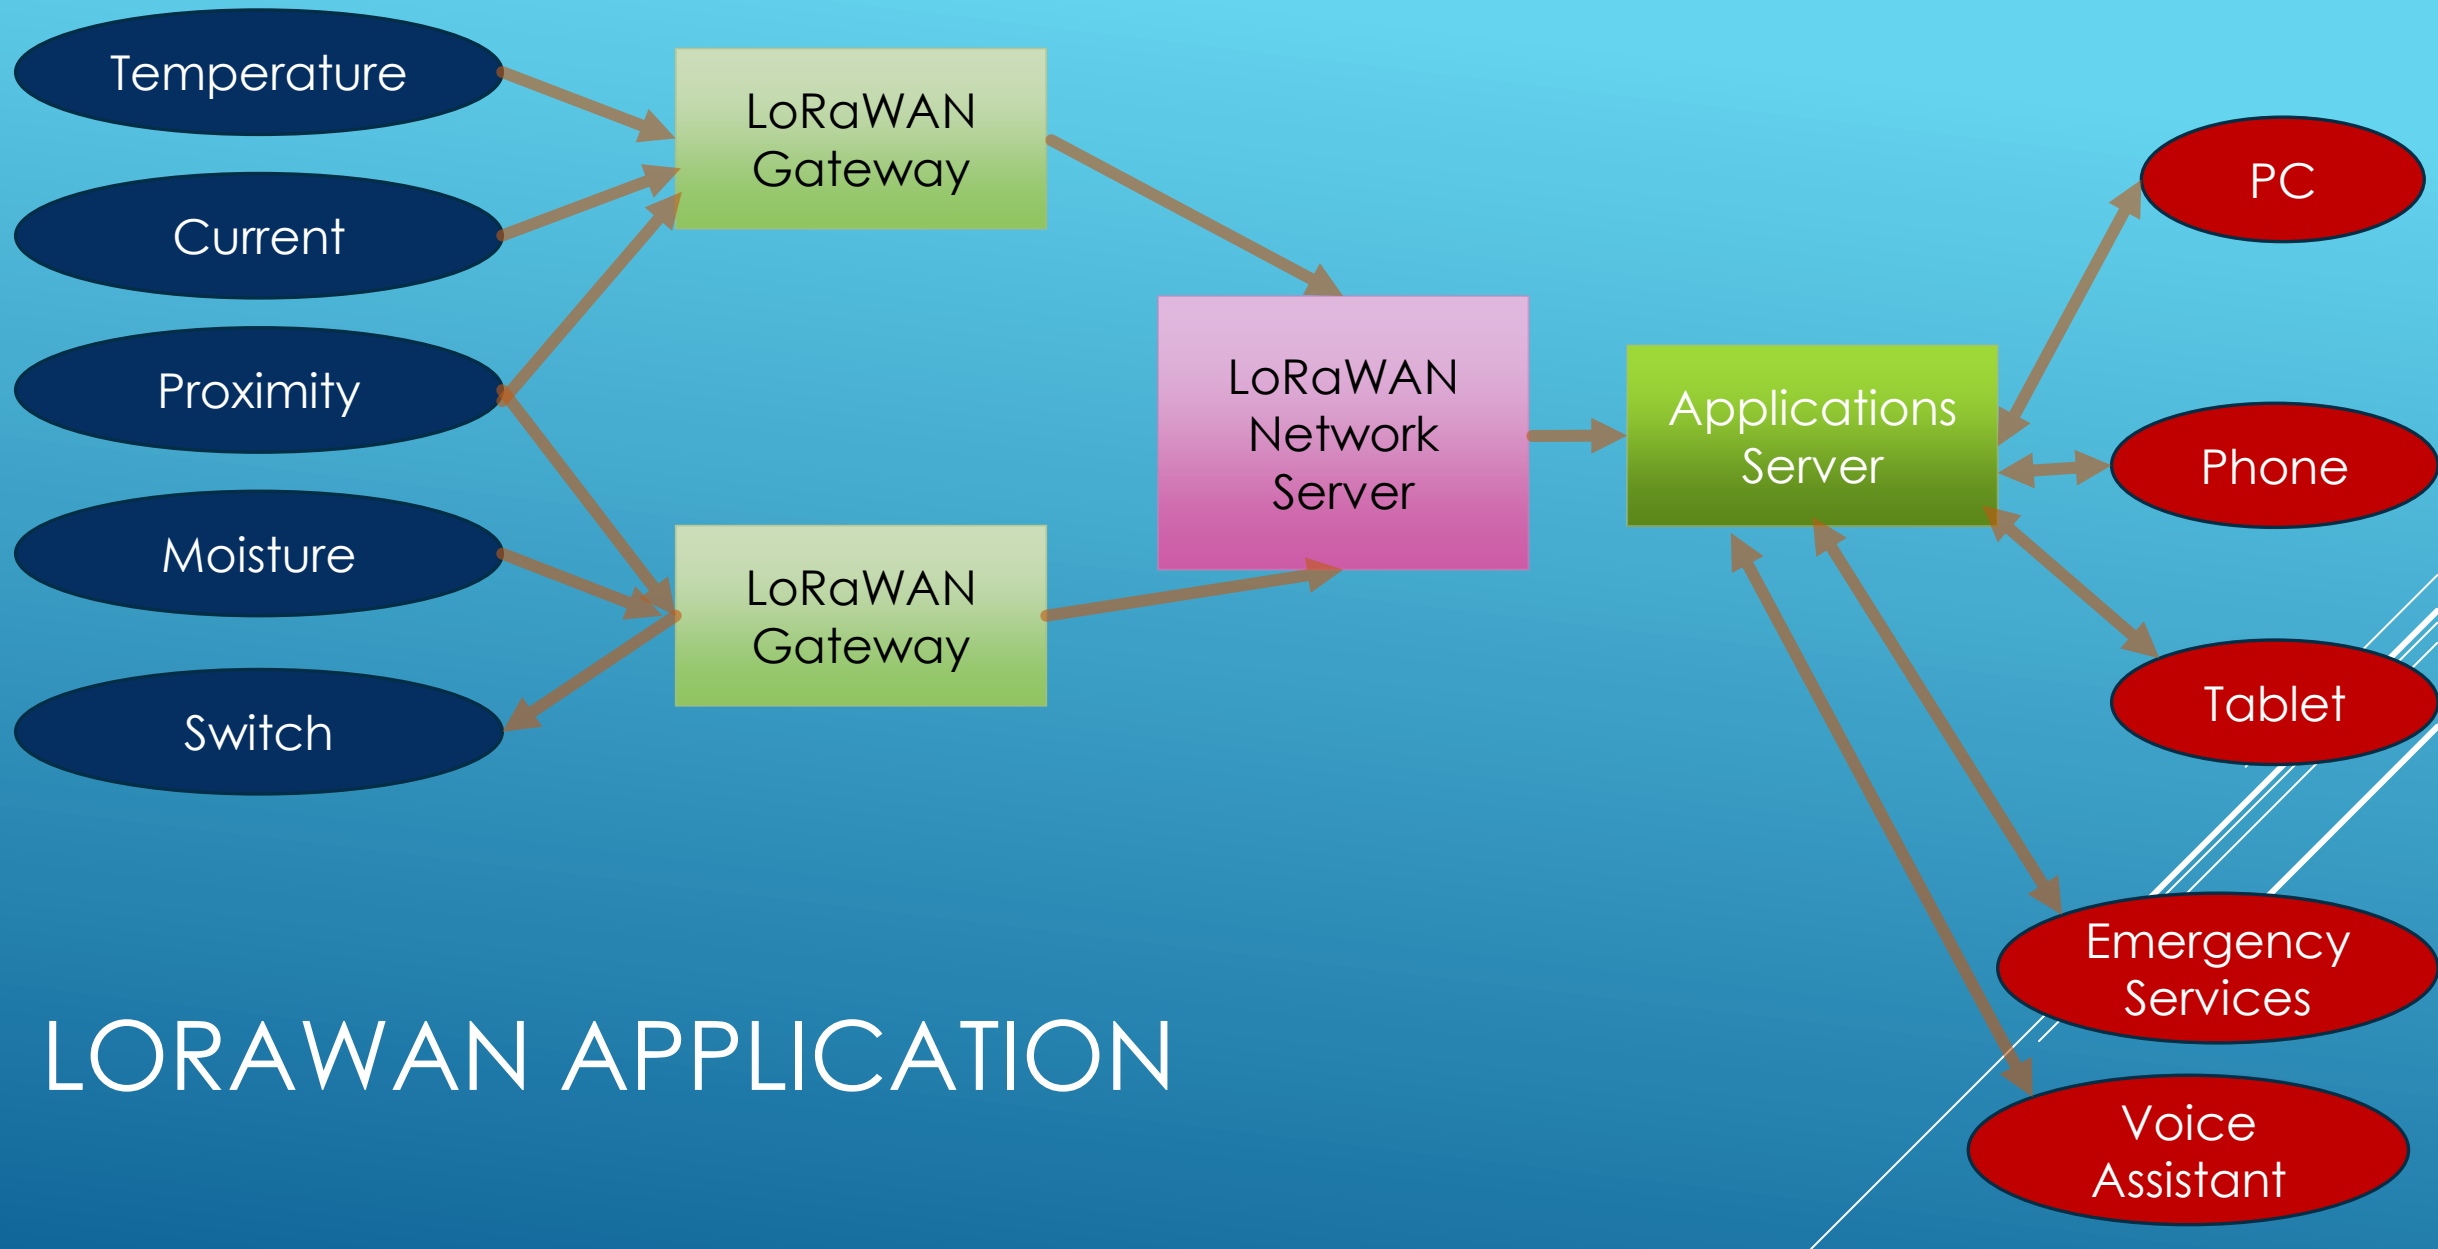 Temperature
Current
Proximity
Moisture
Switch
LoRaWAN
Gateway
LoRaWAN
Gateway
LoRaWAN
Network
Server
Applications
Server
PC
Phone
Tablet
Emergency
Services
Voice
Assistant
LORAWAN APPLICATION